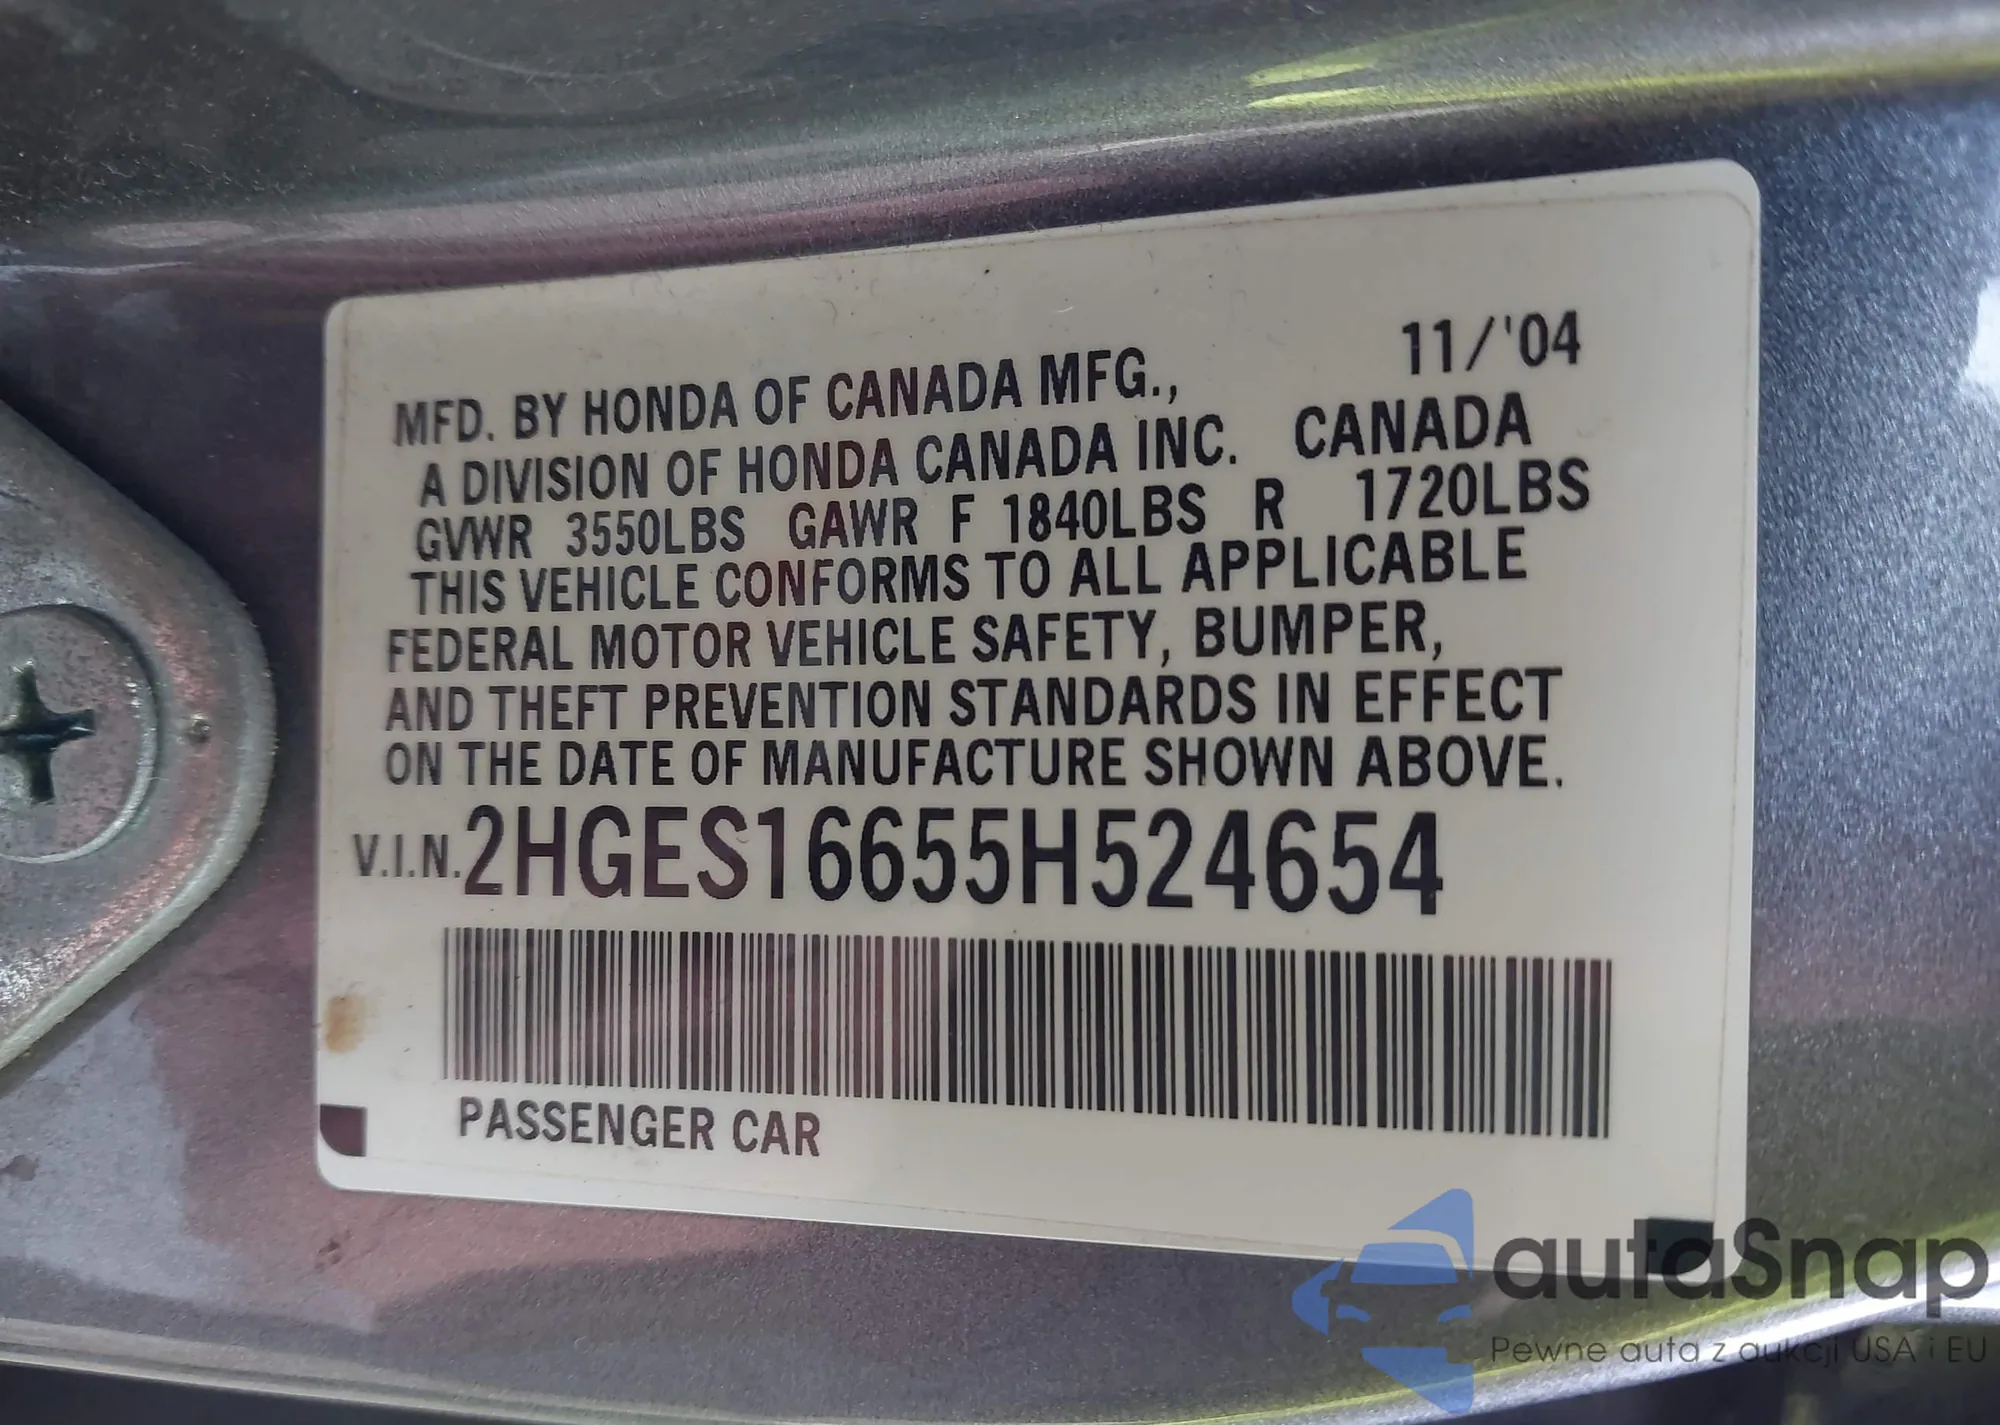 11/'04
MFD. BY HONDA OF CANADA MFG.,
A DIVISION OF HONDA CANADA INC. CANADA
GVWR 3550LBS GAWR F 1840LBS R 1720LBS
THIS VEHICLE CONFORMS TO ALL APPLICABLE
FEDERAL MOTOR VEHICLE SAFETY, BUMPER,
AND THEFT PREVENTION STANDARDS IN EFFECT
ON THE DATE OF MANUFACTURE SHOWN ABOVE.
V.I.N. 2HGES16655H524654
PASSENGER CAR
autaSnap
Pewne auta z aukcji USA i EU